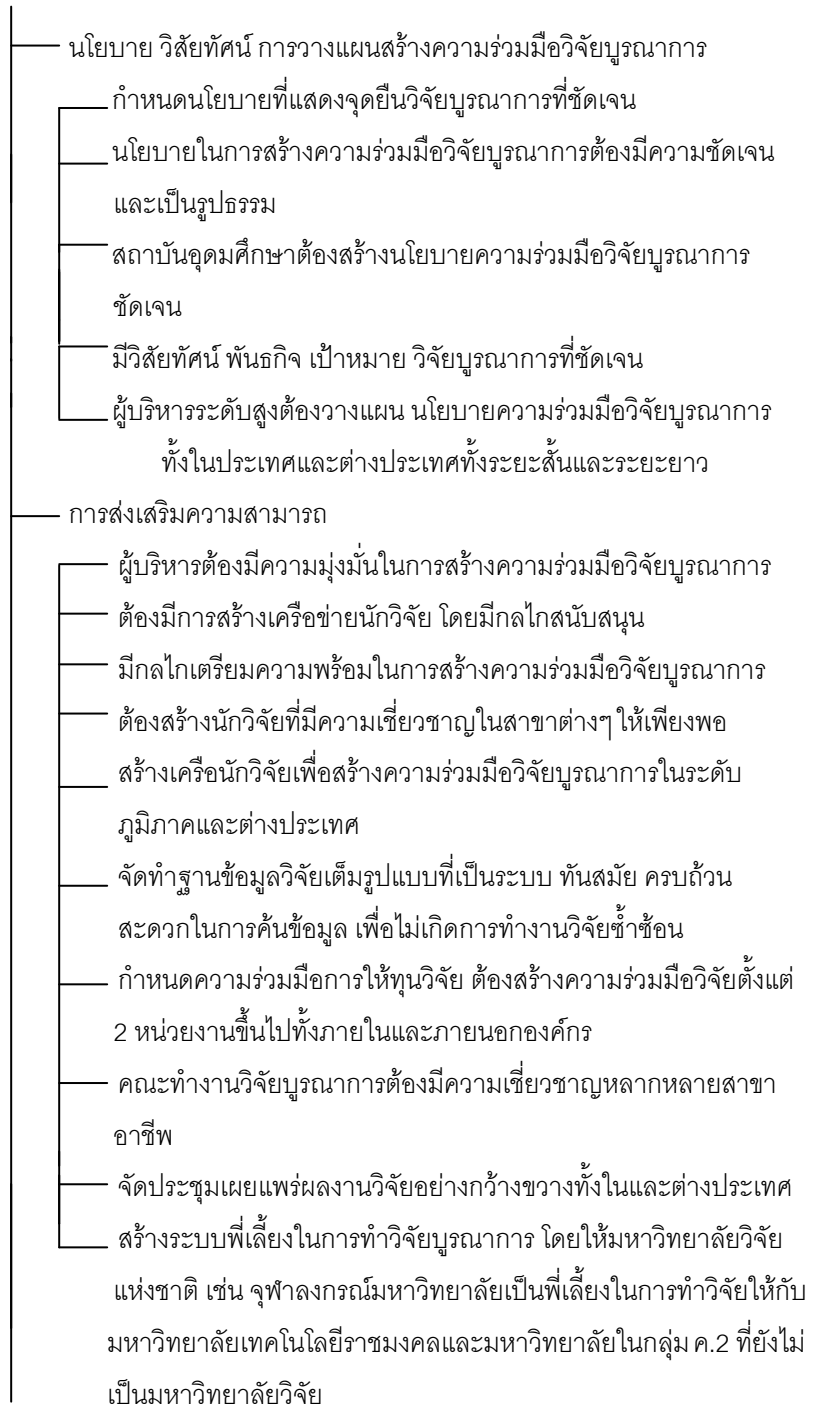 นโยบาย วิสัยทัศน์ การวางแผนสร้างความร่วมมือวิจัยบูรณาการ
กำหนดนโยบายที่แสดงจุดยืนวิจัยบูรณาการที่ชัดเจน
นโยบายในการสร้างความร่วมมือวิจัยบูรณาการต้องมีความชัดเจน
และเป็นรูปธรรม
สถาบันอุดมศึกษาต้องสร้างนโยบายความร่วมมือวิจัยบูรณาการ
ชัดเจน
มีวิสัยทัศน์ พันธกิจ เป้าหมาย วิจัยบูรณาการที่ชัดเจน
ผู้บริหารระดับสูงต้องวางแผน นโยบายความร่วมมือวิจัยบูรณาการ
ทั้งในประเทศและต่างประเทศทั้งระยะสั้นและระยะยาว
การส่งเสริมความสามารถ
ผู้บริหารต้องมีความมุ่งมั่นในการสร้างความร่วมมือวิจัยบูรณาการ
ต้องมีการสร้างเครือข่ายนักวิจัย โดยมีกลไกสนับสนุน
มีกลไกเตรียมความพร้อมในการสร้างความร่วมมือวิจัยบูรณาการ
ต้องสร้างนักวิจัยที่มีความเชี่ยวชาญในสาขาต่างๆ ให้เพียงพอ
สร้างเครือนักวิจัยเพื่อสร้างความร่วมมือวิจัยบูรณาการในระดับ
ภูมิภาคและต่างประเทศ
จัดทำฐานข้อมูลวิจัยเต็มรูปแบบที่เป็นระบบ ทันสมัย ครบถ้วน
สะดวกในการค้นข้อมูล เพื่อไม่เกิดการทำงานวิจัยซ้ำซ้อน
กำหนดความร่วมมือการให้ทุนวิจัย ต้องสร้างความร่วมมือวิจัยตั้งแต่
2 หน่วยงานขึ้นไปทั้งภายในและภายนอกองค์กร
คณะทำงานวิจัยบูรณาการต้องมีความเชี่ยวชาญหลากหลายสาขา
อาชีพ
จัดประชุมเผยแพร่ผลงานวิจัยอย่างกว้างขวางทั้งในและต่างประเทศ
สร้างระบบพี่เลี้ยงในการทำวิจัยบูรณาการ โดยให้มหาวิทยาลัยวิจัย
แห่งชาติ เช่น จุฬาลงกรณ์มหาวิทยาลัยเป็นพี่เลี้ยงในการทำวิจัยให้กับ
มหาวิทยาลัยเทคโนโลยีราชมงคลและมหาวิทยาลัยในกลุ่ม ค.2 ที่ยังไม่
เป็นมหาวิทยาลัยวิจัย